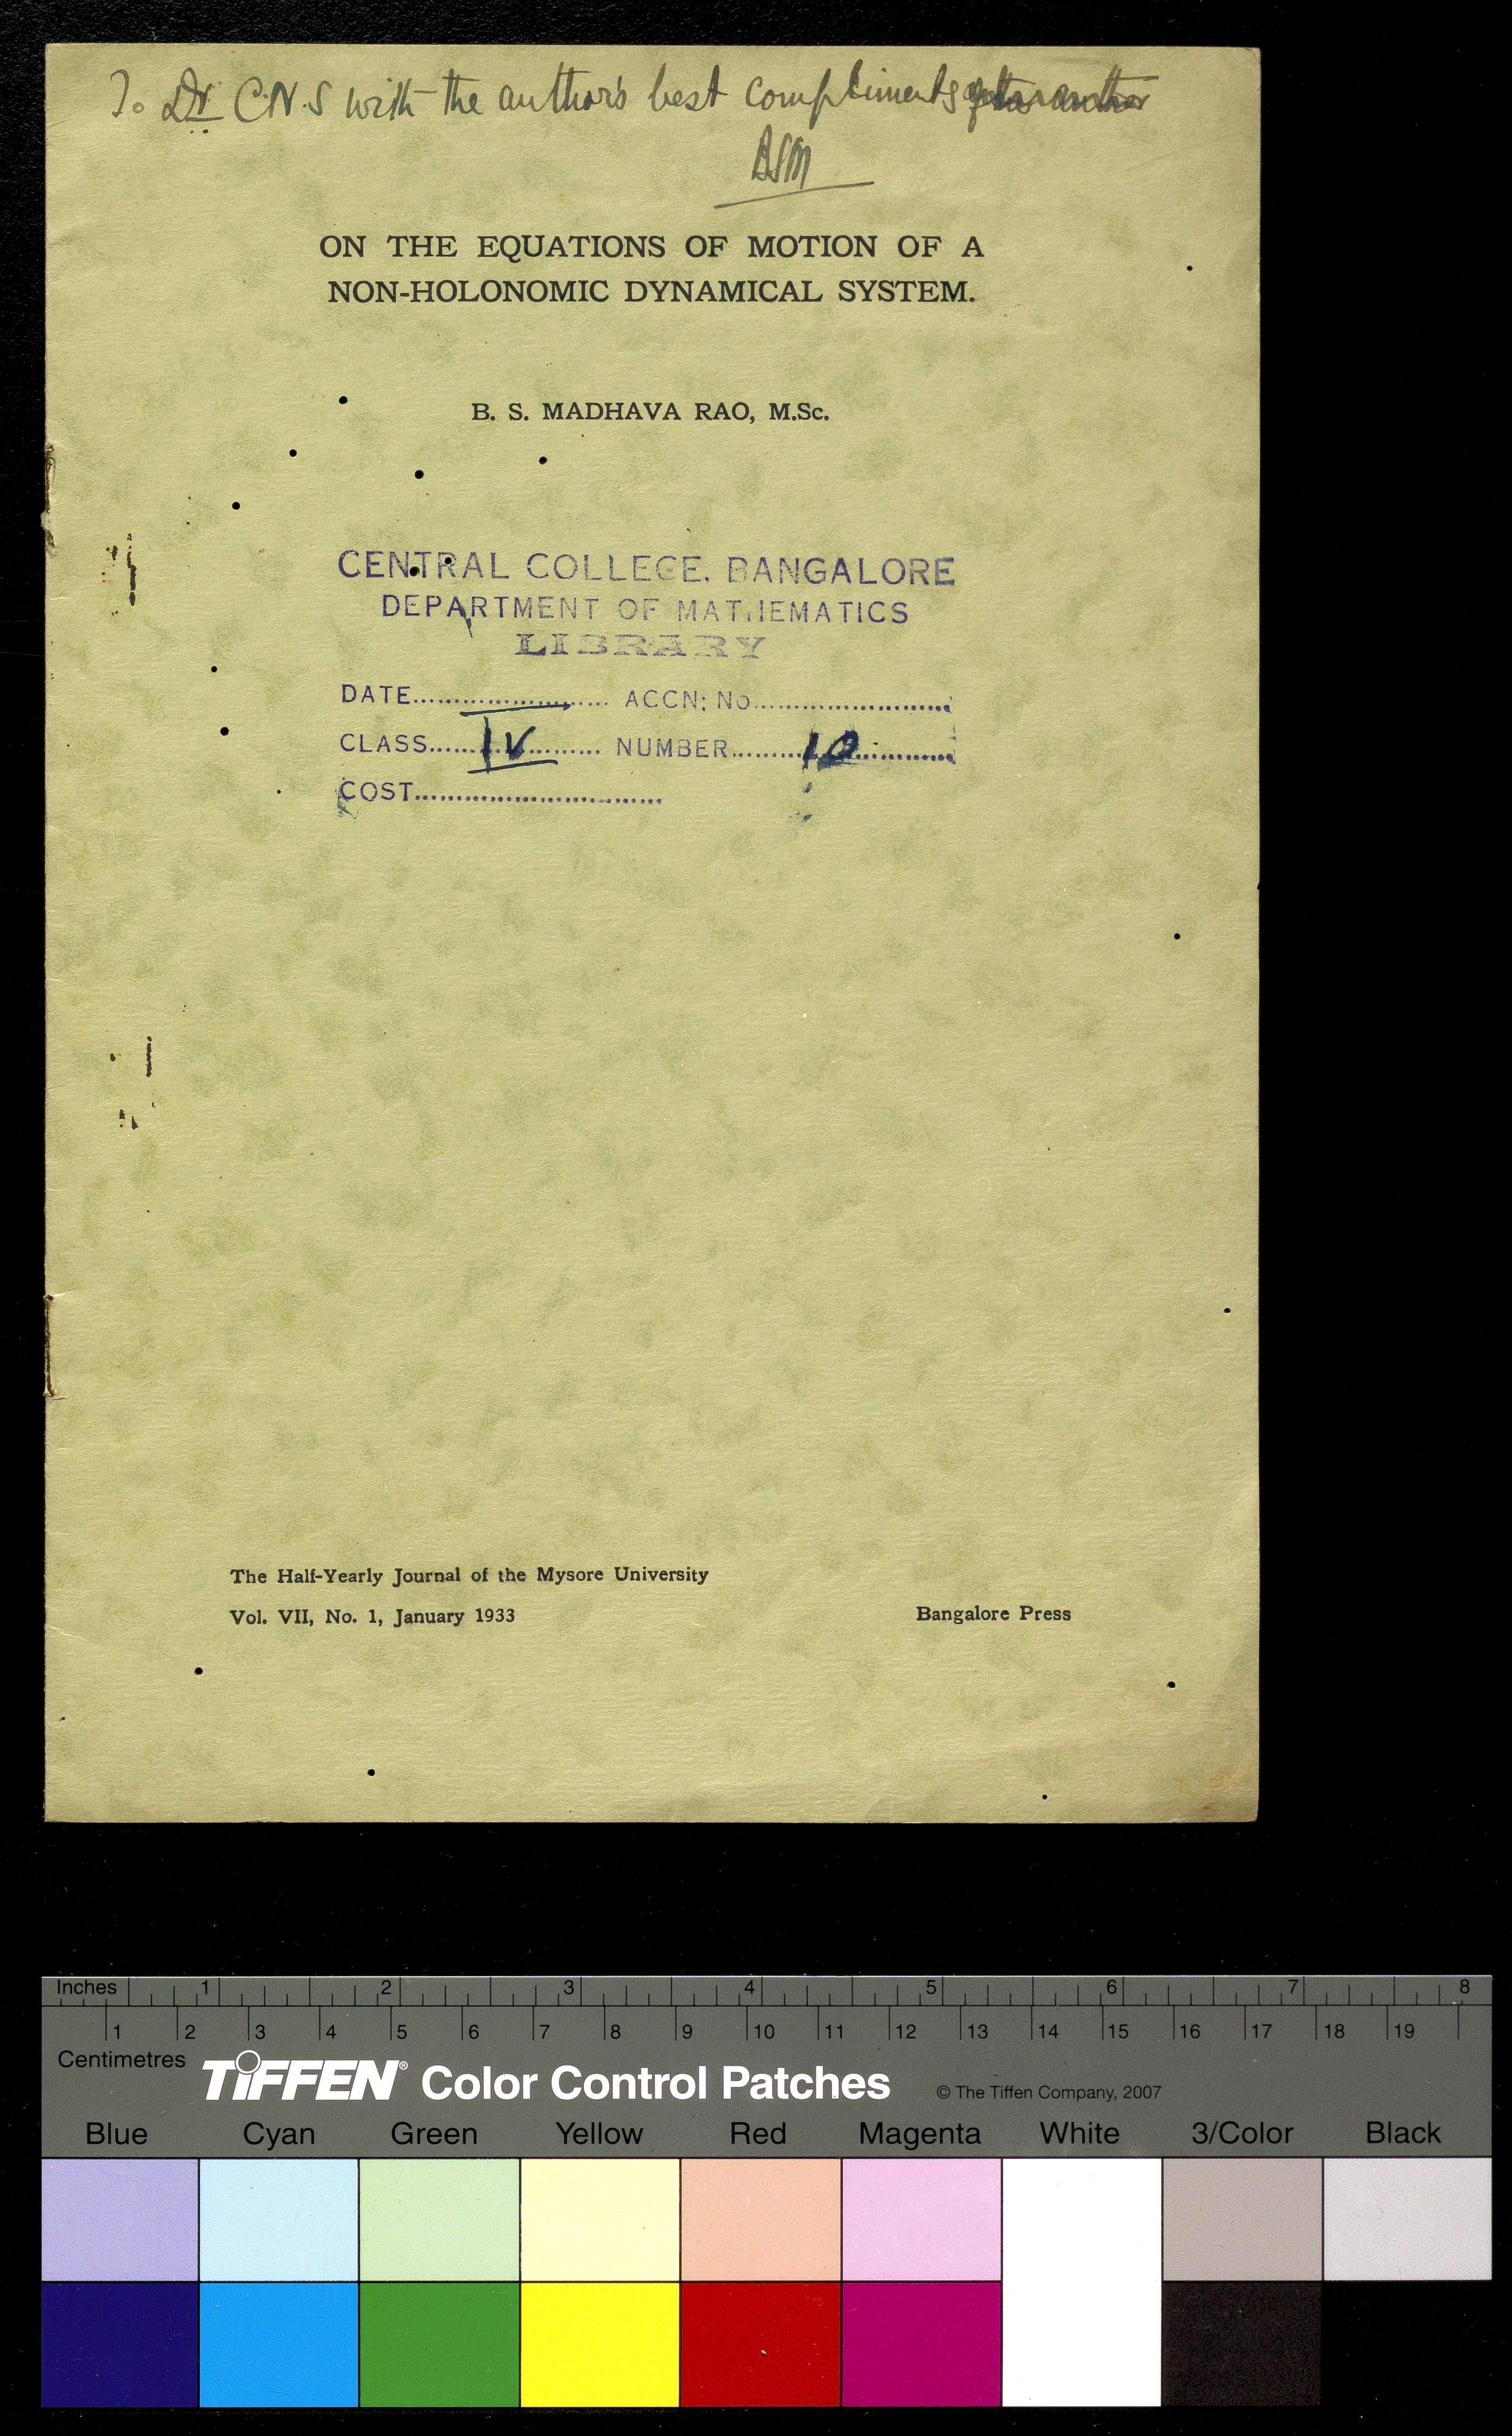 To Dr C.N.S with the author's best compliments
BSM
ON THE EQUATIONS OF MOTION OF A
NON-HOLONOMIC DYNAMICAL SYSTEM.
B. S. MADHAVA RAO, M.Sc.
CENTRAL COLLEGE, BANGALORE
DEPARTMENT OF MATHEMATICS
LIBRARY
DATE.......................... ACCN: No..........................
CLASS....... IV .......... NUMBER......... 10 ..............
COST................................
The Half-Yearly Journal of the Mysore University
Vol. VII, No. 1, January 1933 Bangalore Press
Inches 1 2 3 4 5 6 7 8
1 2 3 4 5 6 7 8 9 10 11 12 13 14 15 16 17 18 19
Centimetres
TIFFEN® Color Control Patches © The Tiffen Company, 2007
Blue Cyan Green Yellow Red Magenta White 3/Color Black